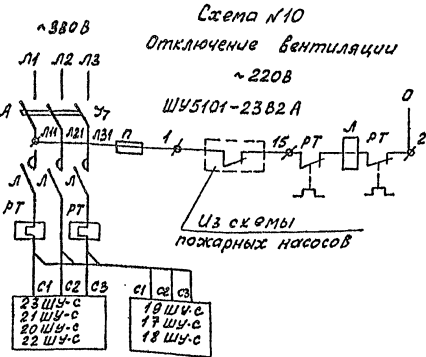 Схема №10
~380В
Отключение вентиляции
Л1 Л2 Л3
~220В
А
Л11 Л21 Л31
П
ШУ5101-23В2А
О
1
15
РТ
Л
РТ
2
Л Л Л
РТ РТ
Из схемы
пожарных насосов
С1 С2 С3
С1 С2 С3
23 ШУ-С
21 ШУ-С
20 ШУ-С
22 ШУ-С
19 ШУ-С
17 ШУ-С
18 ШУ-С